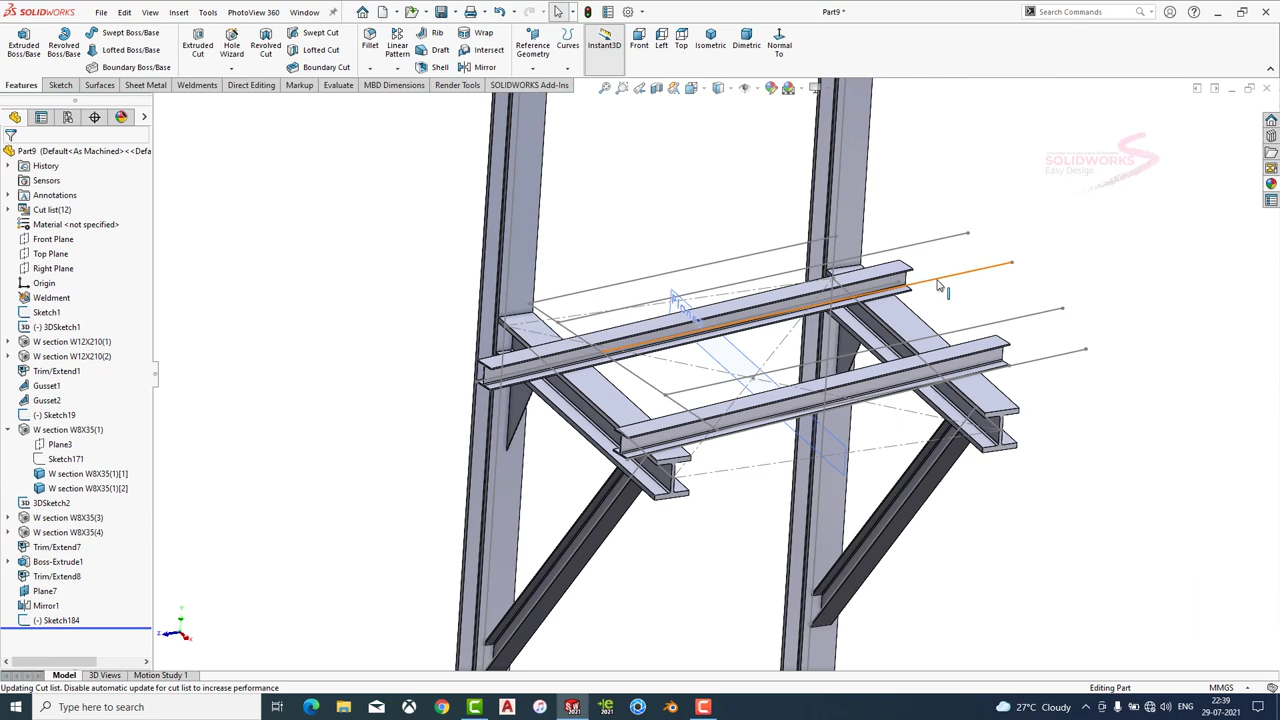 SOLIDWORKS File Edit View Insert Tools PhotoView 360 Window Part9 * Search Commands
Extruded Boss/Base Revolved Boss/Base Swept Boss/Base Lofted Boss/Base Boundary Boss/Base Extruded Cut Hole Wizard Revolved Cut Swept Cut Lofted Cut Boundary Cut Fillet Linear Pattern Rib Draft Shell Wrap Intersect Mirror Reference Geometry Curves Instant3D Front Left Top Isometric Dimetric Normal To
Features Sketch Surfaces Sheet Metal Weldments Direct Editing Markup Evaluate MBD Dimensions Render Tools SOLIDWORKS Add-Ins
Part9 (Default<As Machined><<Defa
History
Sensors
Annotations
Cut list(12)
Material <not specified>
Front Plane
Top Plane
Right Plane
Origin
Weldment
Sketch1
(-) 3DSketch1
W section W12X210(1)
W section W12X210(2)
Trim/Extend1
Gusset1
Gusset2
(-) Sketch19
W section W8X35(1)
Plane3
Sketch171
W section W8X35(1)[1]
W section W8X35(1)[2]
3DSketch2
W section W8X35(3)
W section W8X35(4)
Trim/Extend7
Boss-Extrude1
Trim/Extend8
Plane7
Mirror1
(-) Sketch184
SOLIDWORKS
Easy Design
Y
Z
X
Model 3D Views Motion Study 1
Updating Cut list. Disable automatic update for cut list to increase performance Editing Part MMGS
Type here to search 27°C Cloudy ENG 22:39
29-07-2021